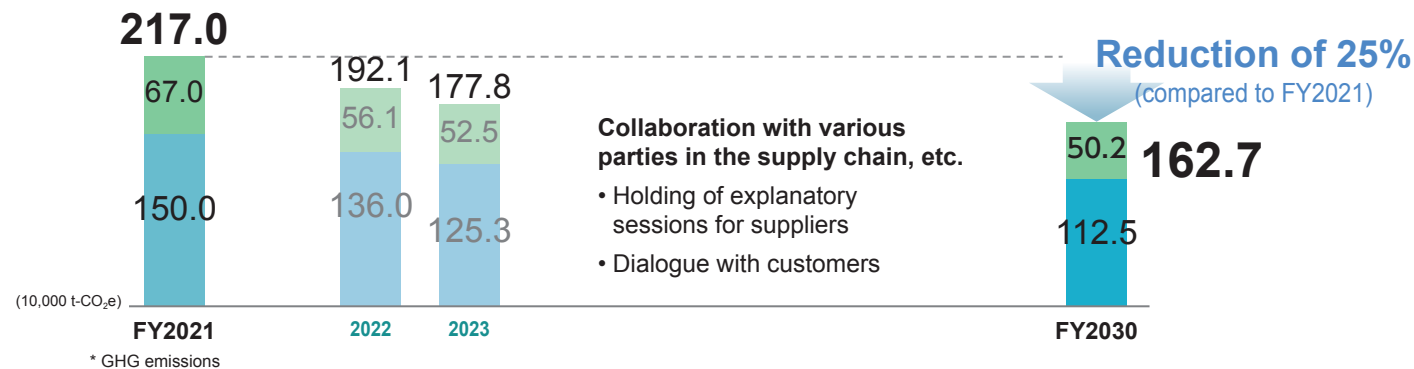 217.0
67.0
150.0
192.1
56.1
136.0
177.8
52.5
125.3
Collaboration with various
parties in the supply chain, etc.
• Holding of explanatory
sessions for suppliers
• Dialogue with customers
Reduction of 25%
(compared to FY2021)
50.2
162.7
112.5
(10,000 t-CO₂e)
FY2021
2022
2023
FY2030
* GHG emissions